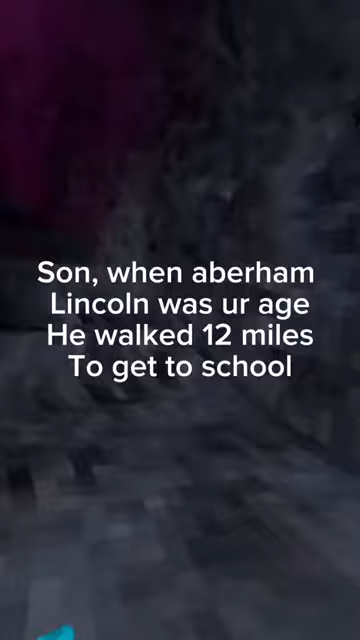 Son, when aberham
Lincoln was ur age
He walked 12 miles
To get to school